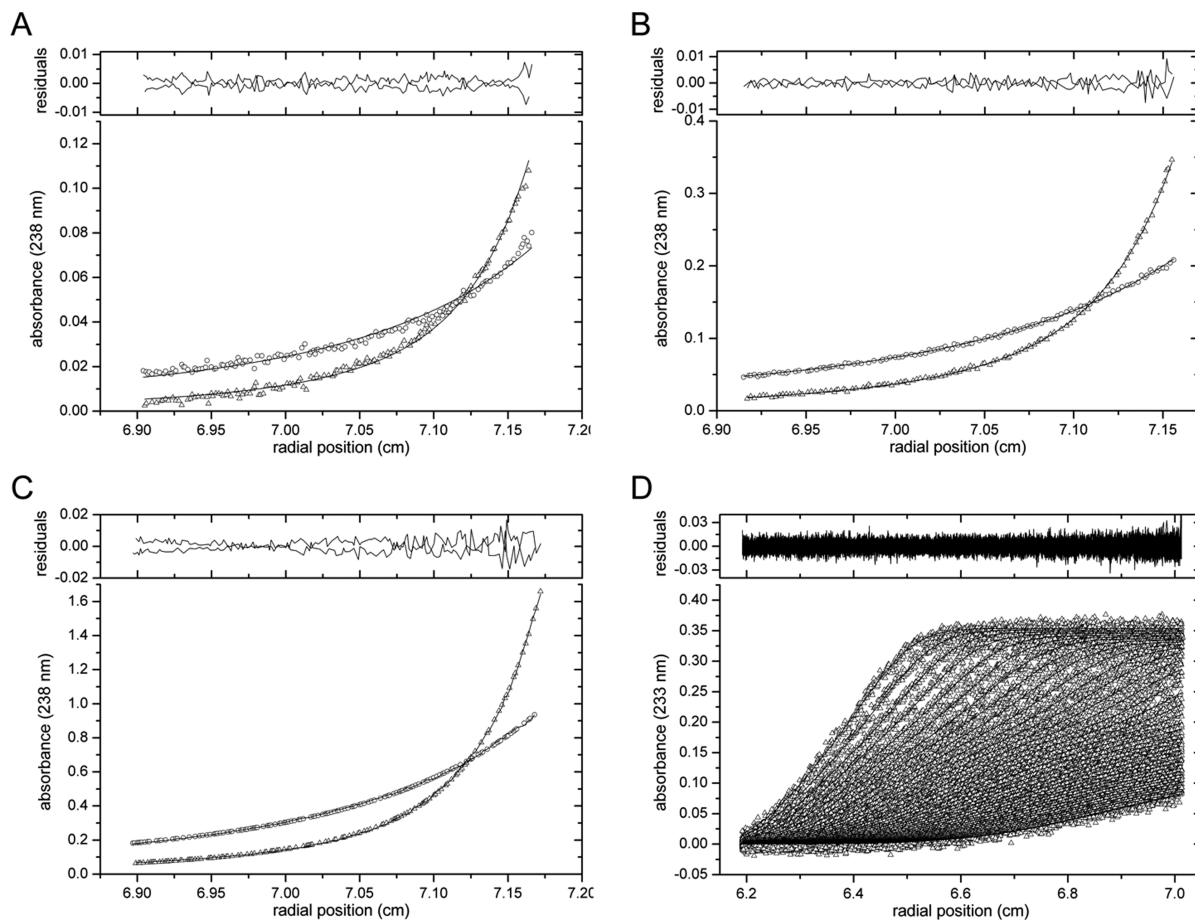 A
residuals
0.01
0.00
-0.01
absorbance (238 nm)
0.12
0.10
0.08
0.06
0.04
0.02
0.00
6.90 6.95 7.00 7.05 7.10 7.15 7.20
radial position (cm)
B
residuals
0.01
0.00
-0.01
absorbance (238 nm)
0.4
0.3
0.2
0.1
0.0
6.90 6.95 7.00 7.05 7.10 7.15
radial position (cm)
C
residuals
0.02
0.00
-0.02
absorbance (238 nm)
1.6
1.4
1.2
1.0
0.8
0.6
0.4
0.2
0.0
6.90 6.95 7.00 7.05 7.10 7.15 7.20
radial position (cm)
D
residuals
0.03
0.00
-0.03
absorbance (233 nm)
0.40
0.35
0.30
0.25
0.20
0.15
0.10
0.05
0.00
-0.05
6.2 6.4 6.6 6.8 7.0
radial position (cm)